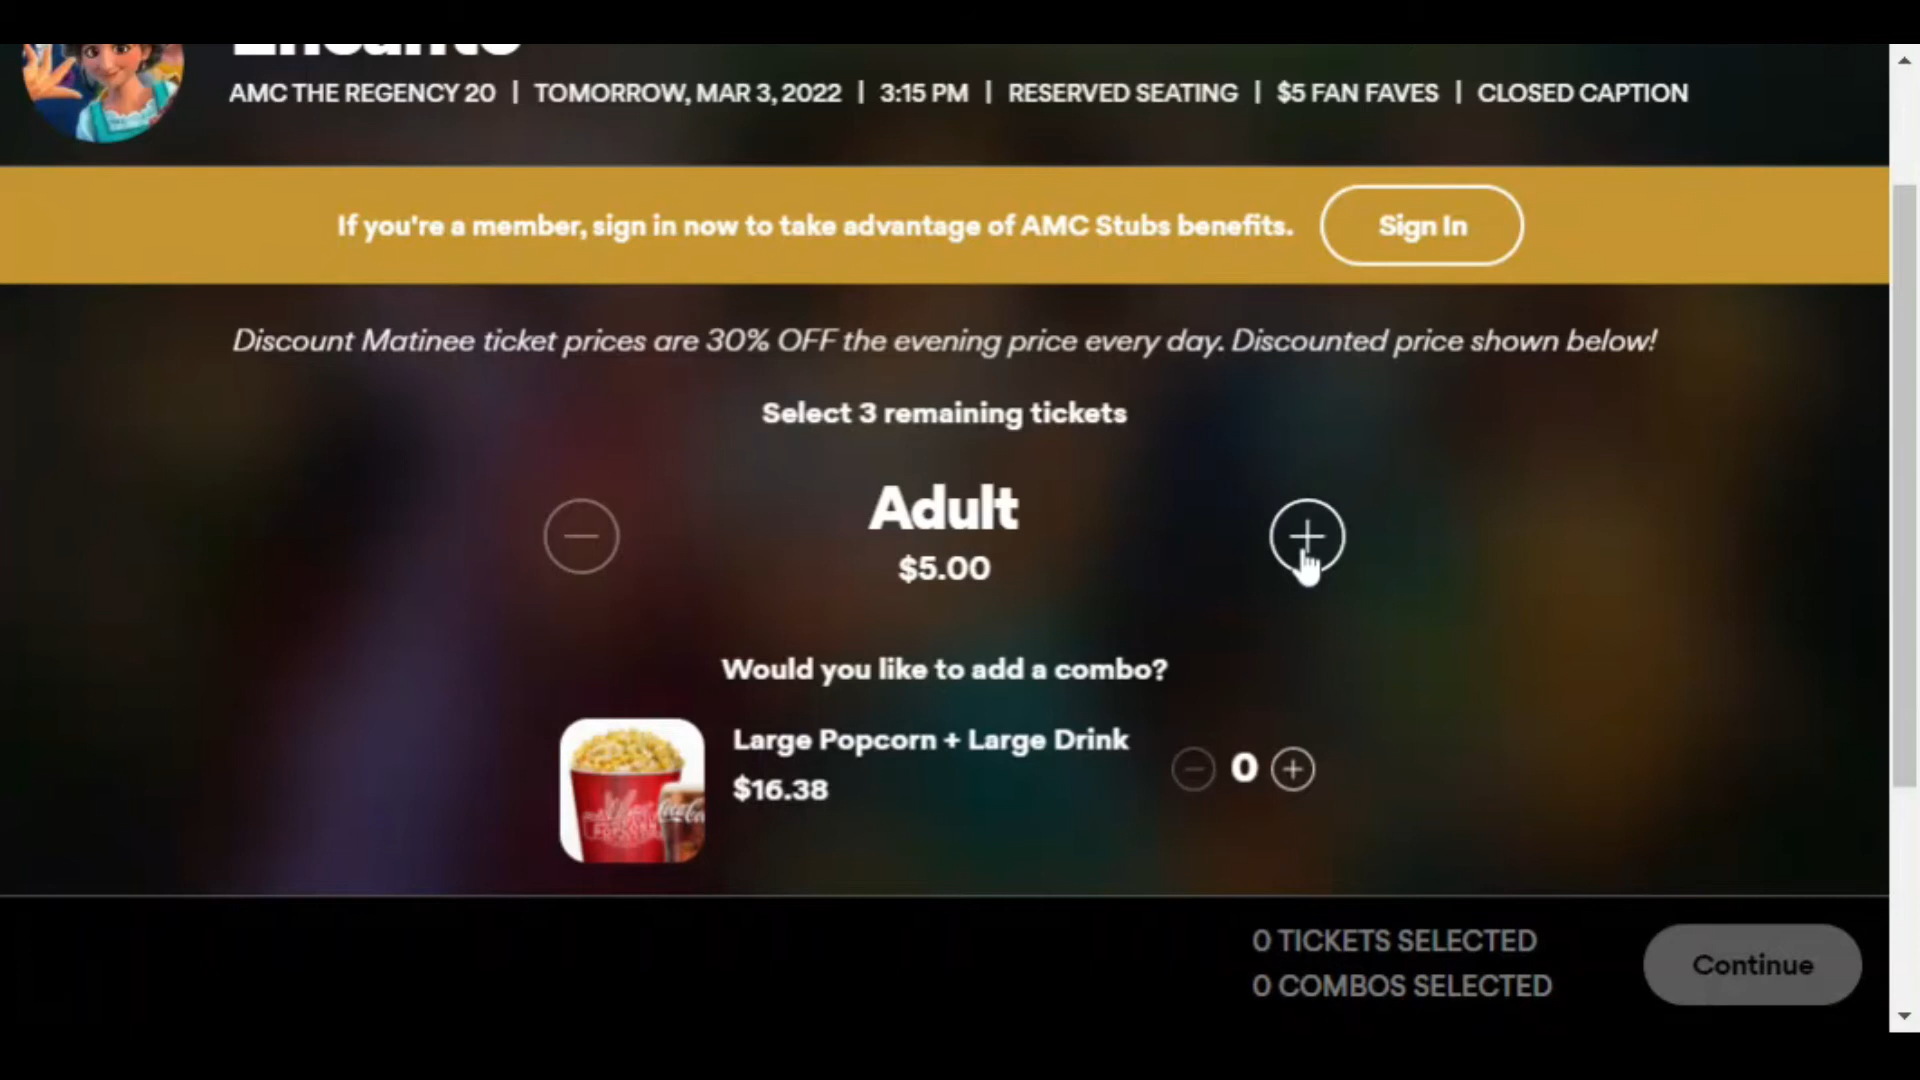 Encanto
AMC THE REGENCY 20 | TOMORROW, MAR 3, 2022 | 3:15 PM | RESERVED SEATING | $5 FAN FAVES | CLOSED CAPTION
If you're a member, sign in now to take advantage of AMC Stubs benefits. Sign In
Discount Matinee ticket prices are 30% OFF the evening price every day. Discounted price shown below!
Select 3 remaining tickets
Adult
$5.00
Would you like to add a combo?
Large Popcorn + Large Drink
$16.38
0
0 TICKETS SELECTED
0 COMBOS SELECTED
Continue